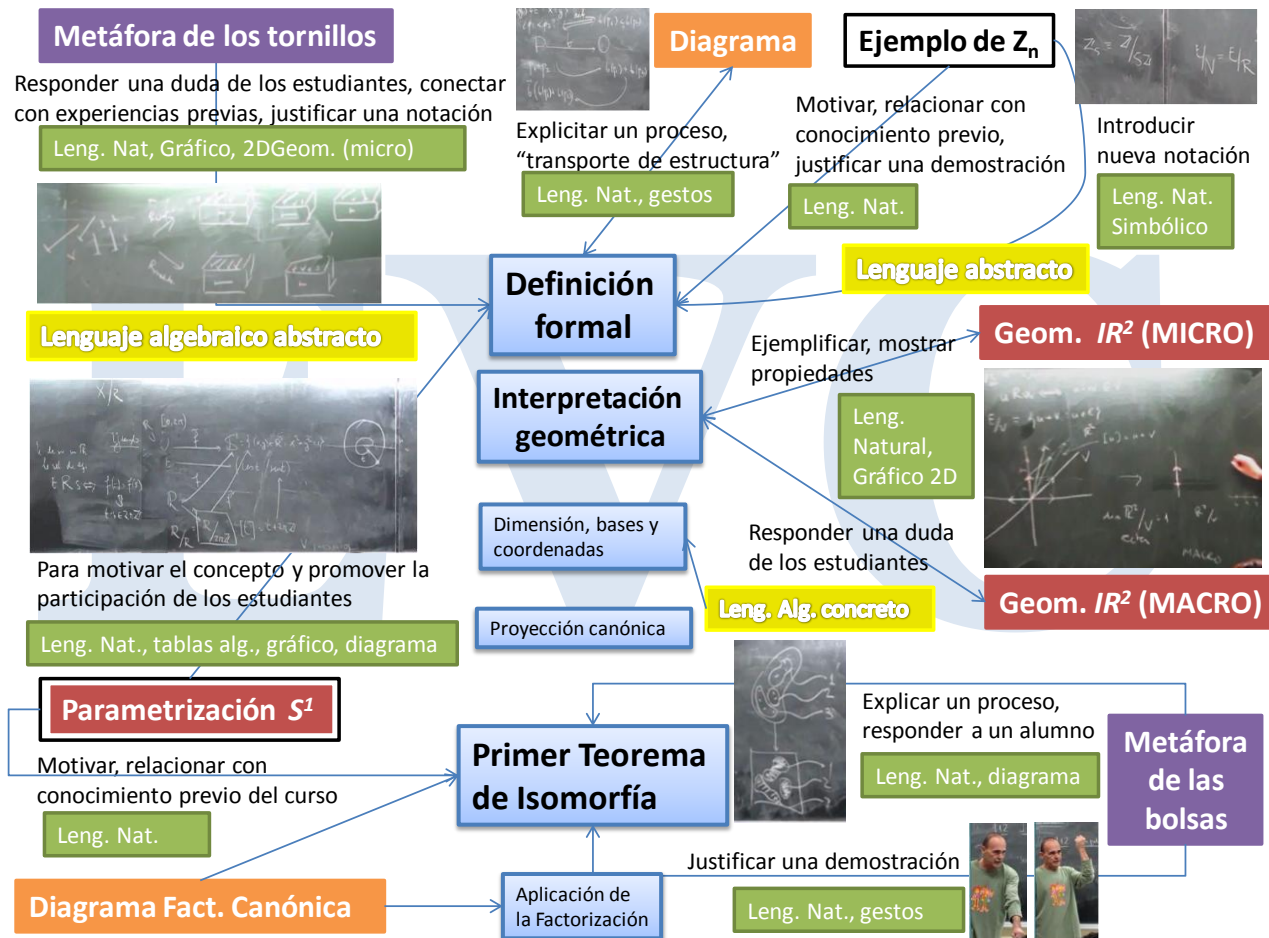 Metáfora de los tornillos
Responder una duda de los estudiantes, conectar
con experiencias previas, justificar una notación
Leng. Nat, Gráfico, 2DGeom. (micro)
Diagrama
Explicitar un proceso,
“transporte de estructura”
Leng. Nat., gestos
Ejemplo de Zn
Motivar, relacionar con
conocimiento previo,
justificar una demostración
Leng. Nat.
Introducir
nueva notación
Leng. Nat.
Simbólico
Lenguaje abstracto
Definición
formal
Lenguaje algebraico abstracto
Geom. IR² (MICRO)
Ejemplificar, mostrar
propiedades
Leng.
Natural,
Gráfico 2D
Interpretación
geométrica
MACRO
Dimensión, bases y
coordenadas
Responder una duda
de los estudiantes
Leng. Alg. concreto
Geom. IR² (MACRO)
Proyección canónica
Para motivar el concepto y promover la
participación de los estudiantes
Leng. Nat., tablas alg., gráfico, diagrama
Parametrización S¹
Motivar, relacionar con
conocimiento previo del curso
Leng. Nat.
Primer Teorema
de Isomorfía
Explicar un proceso,
responder a un alumno
Leng. Nat., diagrama
Metáfora
de las
bolsas
Justificar una demostración
Leng. Nat., gestos
Diagrama Fact. Canónica
Aplicación de
la Factorización
EVC